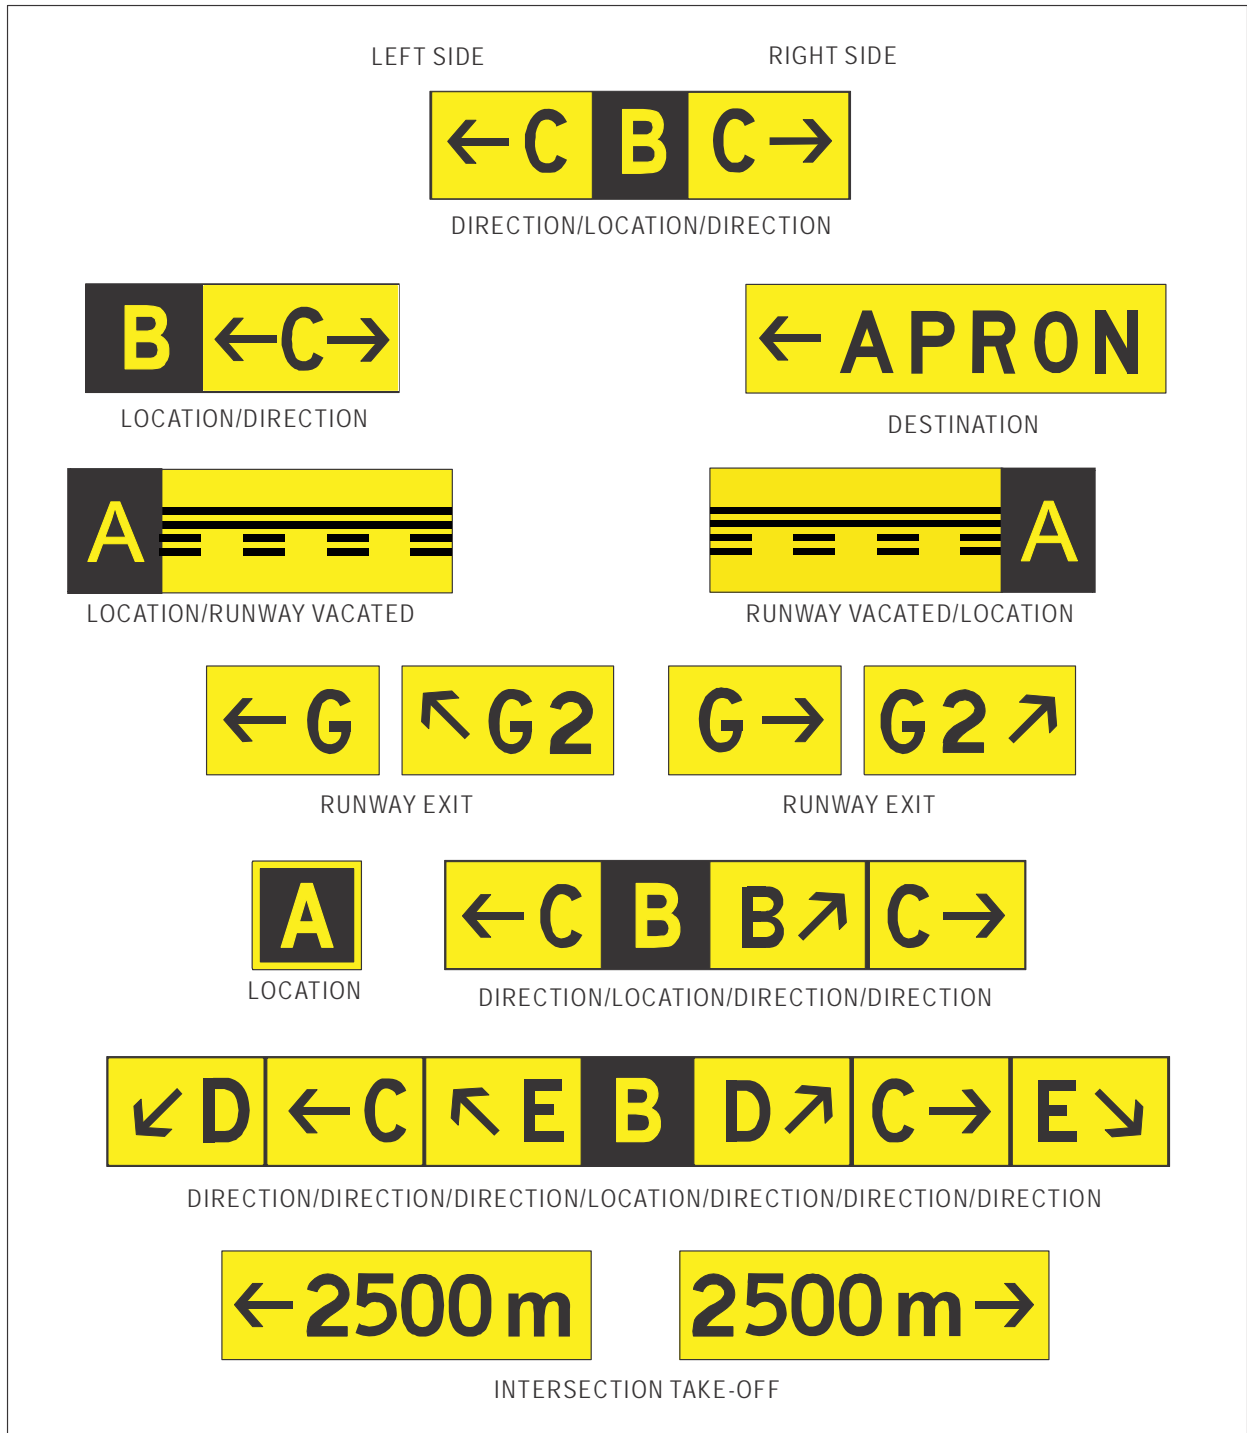 LEFT SIDE RIGHT SIDE
←C B C→
DIRECTION/LOCATION/DIRECTION
B ←C→
LOCATION/DIRECTION
← APRON
DESTINATION
A
LOCATION/RUNWAY VACATED
A
RUNWAY VACATED/LOCATION
←G ↖G2
RUNWAY EXIT
G→ G2↗
RUNWAY EXIT
A
LOCATION
←C B B↗ C→
DIRECTION/LOCATION/DIRECTION/DIRECTION
↙D ←C ↖E B D↗ C→ E↘
DIRECTION/DIRECTION/DIRECTION/LOCATION/DIRECTION/DIRECTION/DIRECTION
←2500m 2500m→
INTERSECTION TAKE-OFF